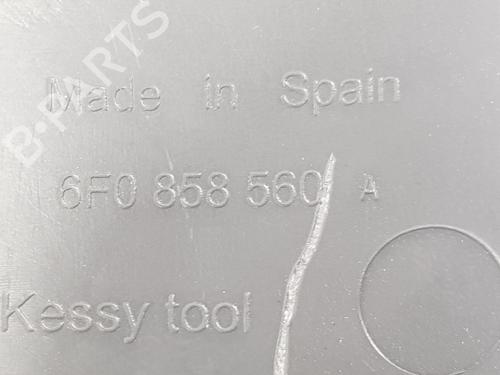 B-PARTS
Made in Spain
6F0 858 560 A
Kessy tool